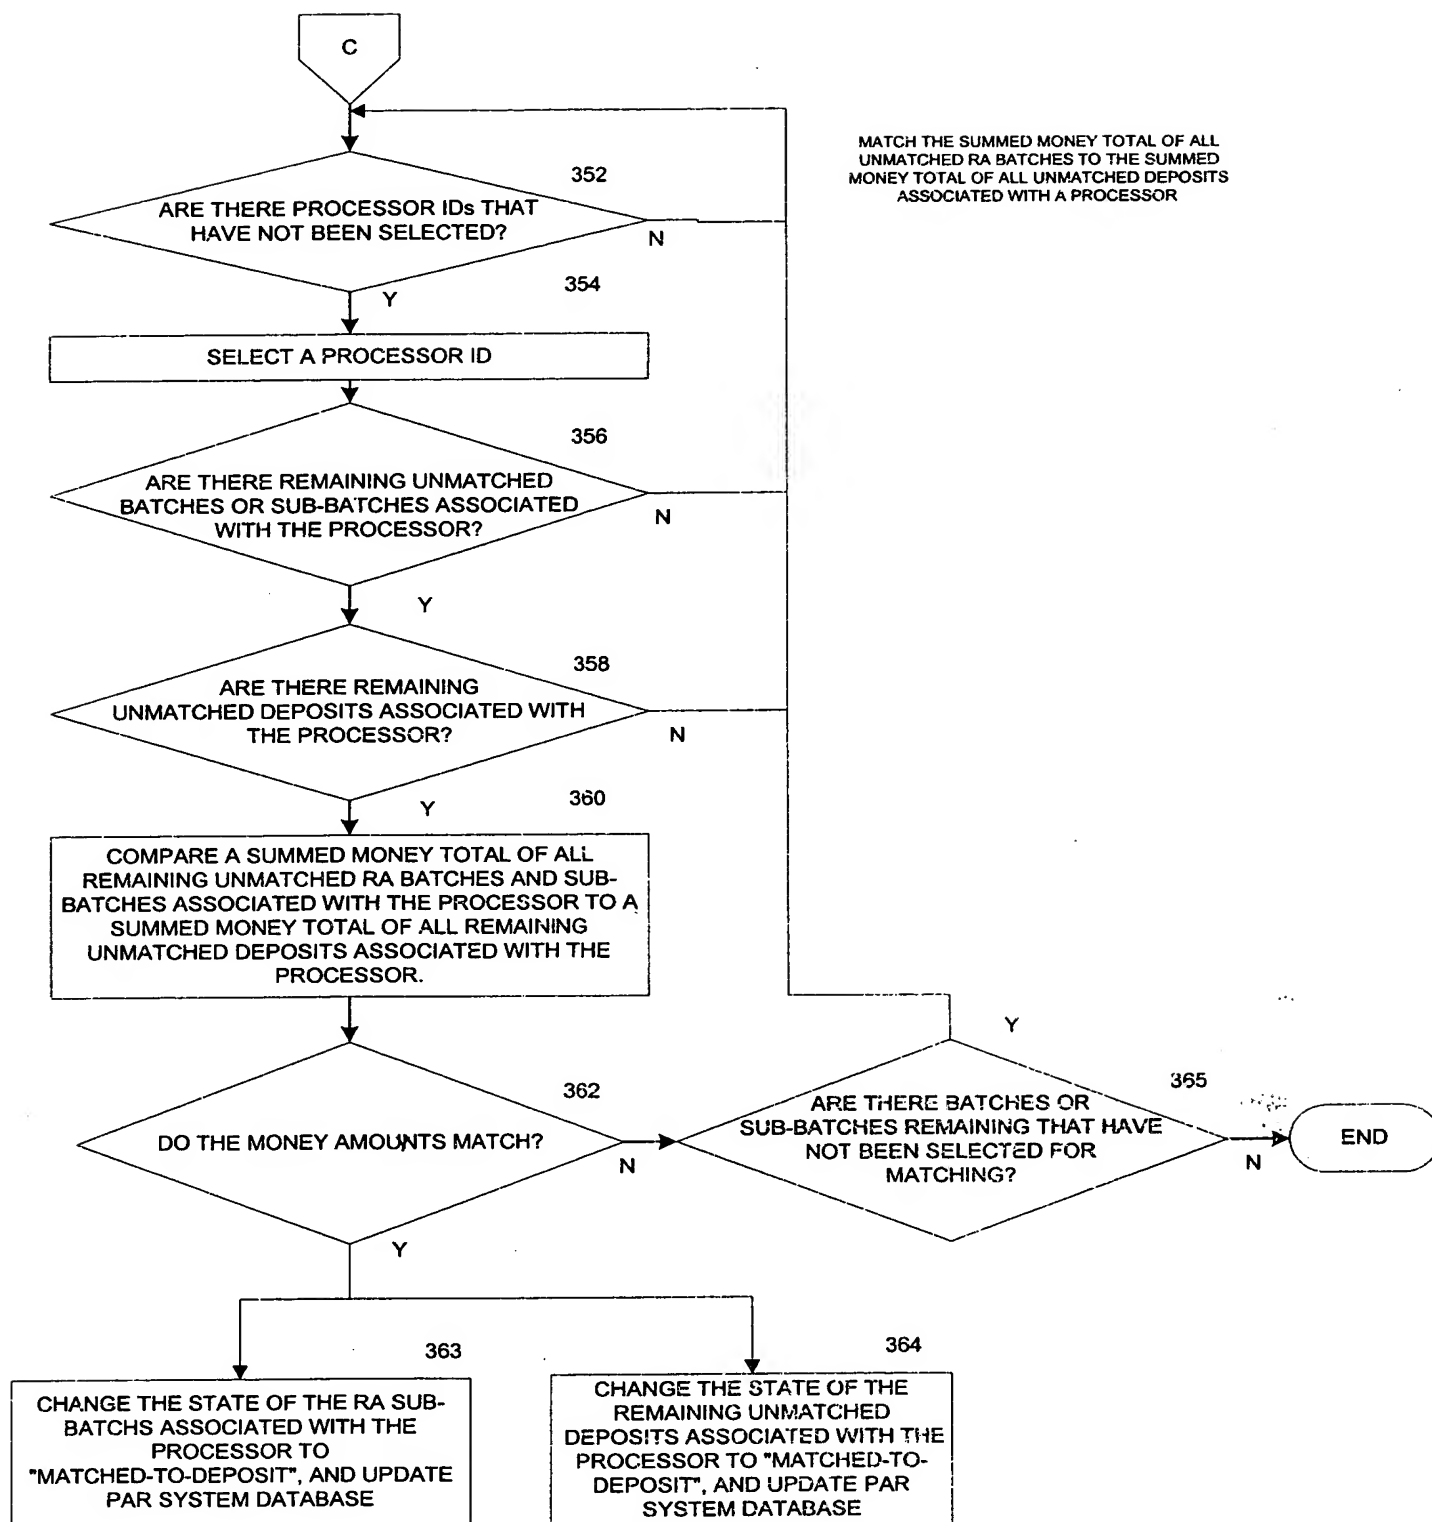 C
MATCH THE SUMMED MONEY TOTAL OF ALL
UNMATCHED RA BATCHES TO THE SUMMED
MONEY TOTAL OF ALL UNMATCHED DEPOSITS
ASSOCIATED WITH A PROCESSOR
352
ARE THERE PROCESSOR IDs THAT
HAVE NOT BEEN SELECTED?
N
Y
354
SELECT A PROCESSOR ID
356
ARE THERE REMAINING UNMATCHED
BATCHES OR SUB-BATCHES ASSOCIATED
WITH THE PROCESSOR?
N
Y
358
ARE THERE REMAINING
UNMATCHED DEPOSITS ASSOCIATED WITH
THE PROCESSOR?
N
Y
360
COMPARE A SUMMED MONEY TOTAL OF ALL
REMAINING UNMATCHED RA BATCHES AND SUB-
BATCHES ASSOCIATED WITH THE PROCESSOR TO A
SUMMED MONEY TOTAL OF ALL REMAINING
UNMATCHED DEPOSITS ASSOCIATED WITH THE
PROCESSOR.
362
DO THE MONEY AMOUNTS MATCH?
N
Y
Y
365
ARE THERE BATCHES OR
SUB-BATCHES REMAINING THAT HAVE
NOT BEEN SELECTED FOR
MATCHING?
N
END
363
CHANGE THE STATE OF THE RA SUB-
BATCHS ASSOCIATED WITH THE
PROCESSOR TO
"MATCHED-TO-DEPOSIT", AND UPDATE
PAR SYSTEM DATABASE
364
CHANGE THE STATE OF THE
REMAINING UNMATCHED
DEPOSITS ASSOCIATED WITH THE
PROCESSOR TO "MATCHED-TO-
DEPOSIT", AND UPDATE PAR
SYSTEM DATABASE